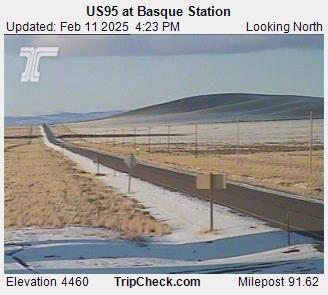 US95 at Basque Station
Updated: Feb 11 2025 4:23 PM Looking North
Elevation 4460 TripCheck.com Milepost 91.62